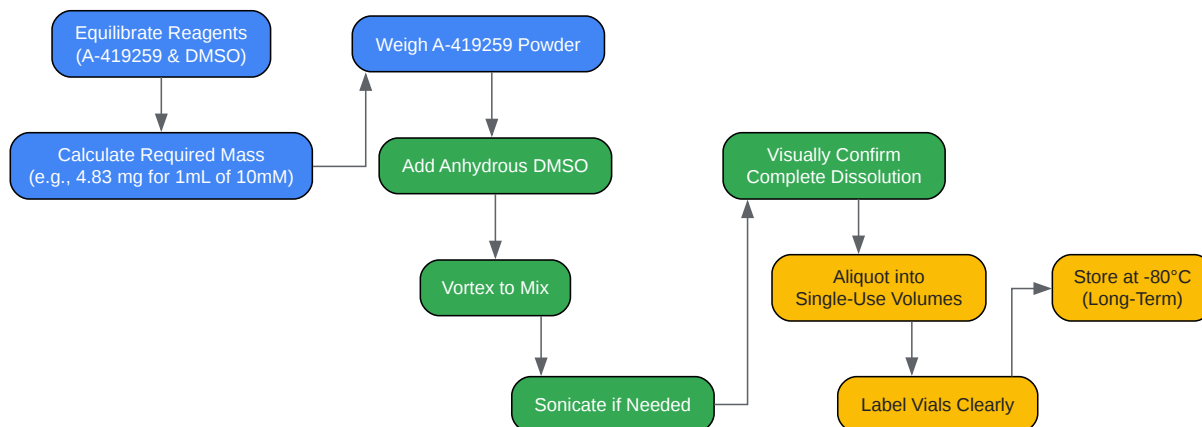 Equilibrate Reagents
(A-419259 & DMSO)
Calculate Required Mass
(e.g., 4.83 mg for 1mL of 10mM)
Weigh A-419259 Powder
Add Anhydrous DMSO
Vortex to Mix
Sonicate if Needed
Visually Confirm
Complete Dissolution
Aliquot into
Single-Use Volumes
Label Vials Clearly
Store at -80°C
(Long-Term)